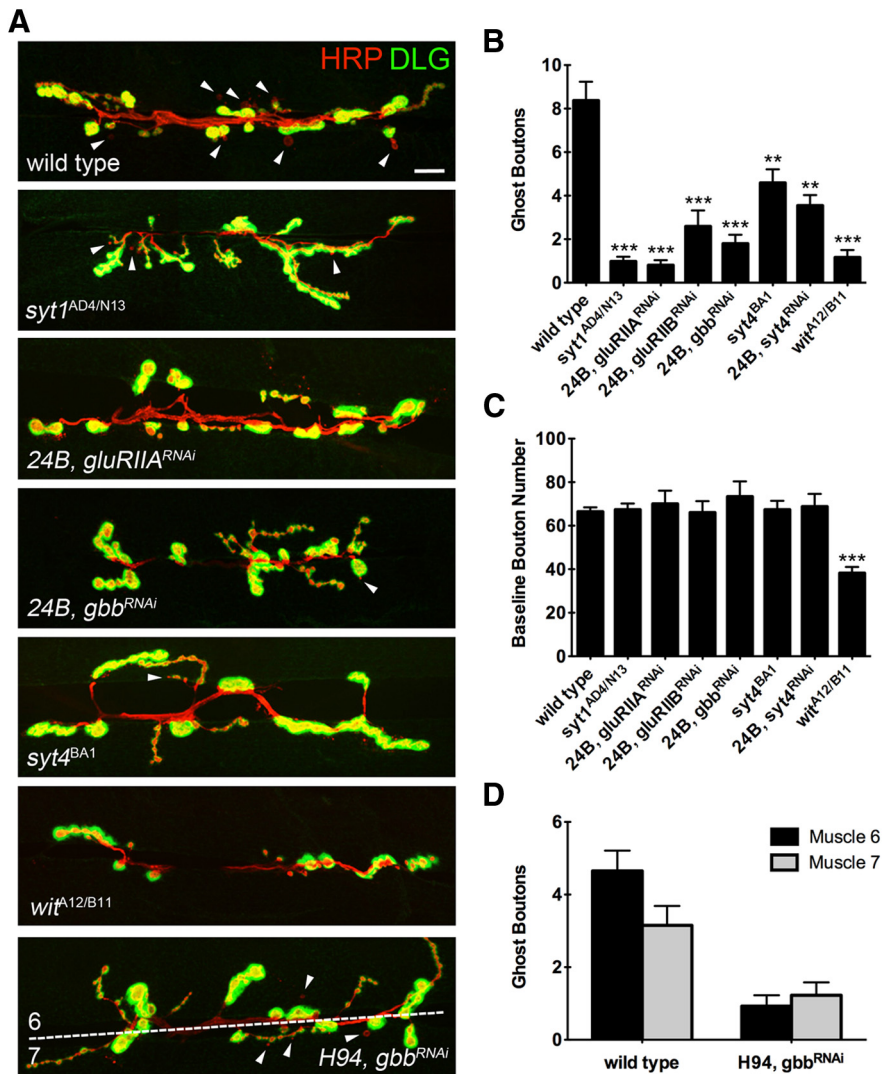 A
HRP DLG
wild type
syt1AD4/N13
24B, gluRIIARNAi
24B, gbbRNAi
syt4BA1
witA12/B11
6
7
H94, gbbRNAi
B
10
8
6
4
2
0
Ghost Boutons
***
***
***
***
**
**
***
wild type
syt1AD4/N13
24B, gluRIIARNAi
24B, gluRIIBRNAi
24B, gbbRNAi
syt4BA1
24B, syt4RNAi
witA12/B11
C
100
80
60
40
20
0
Baseline Bouton Number
***
wild type
syt1AD4/N13
24B, gluRIIARNAi
24B, gluRIIBRNAi
24B, gbbRNAi
syt4BA1
24B, syt4RNAi
witA12/B11
D
6
4
2
0
Ghost Boutons
Muscle 6
Muscle 7
wild type
H94, gbbRNAi